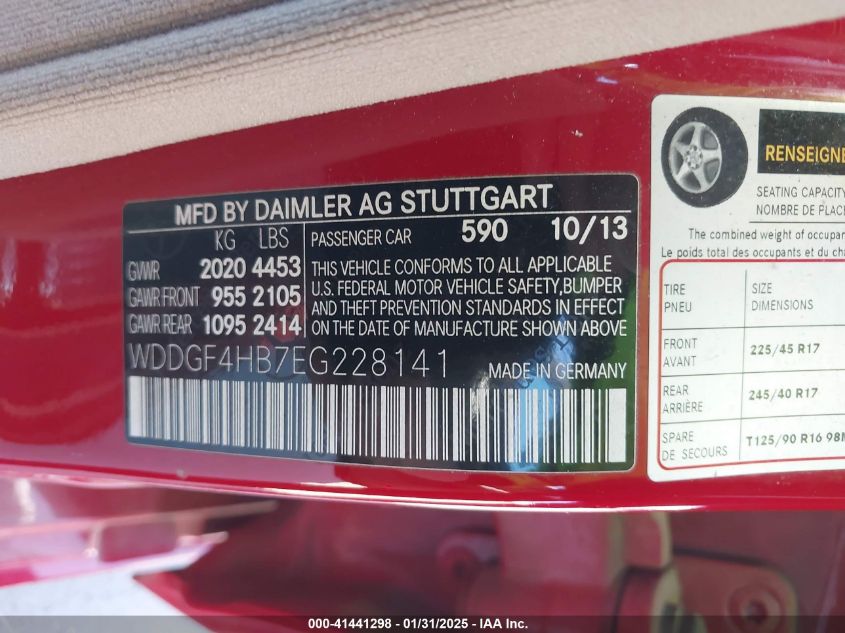 MFD BY DAIMLER AG STUTTGART
KG LBS
PASSENGER CAR 590 10/13
GVWR 2020 4453
GAWR FRONT 955 2105
GAWR REAR 1095 2414
THIS VEHICLE CONFORMS TO ALL APPLICABLE
U.S. FEDERAL MOTOR VEHICLE SAFETY,BUMPER
AND THEFT PREVENTION STANDARDS IN EFFECT
ON THE DATE OF MANUFACTURE SHOWN ABOVE
WDDGF4HB7EG228141
MADE IN GERMANY
RENSEIGNE
SEATING CAPACITY
NOMBRE DE PLACE
The combined weight of occupa
Le poids total des occupants et du cha
TIRE SIZE
PNEU DIMENSIONS
FRONT
AVANT
225/45 R17
REAR
ARRIÈRE
245/40 R17
SPARE
DE SECOURS
T125/90 R16 98M
000-41441298 - 01/31/2025 - IAA Inc.